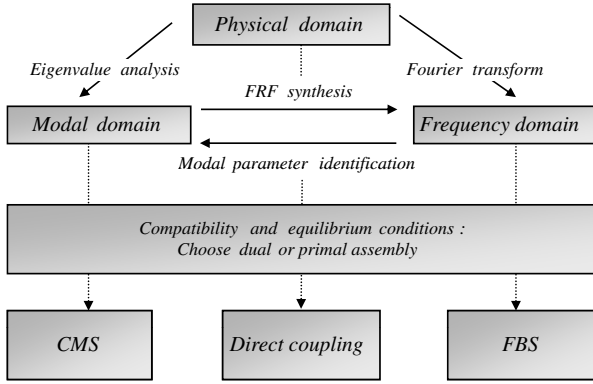 Physical domain
Eigenvalue analysis
Fourier transform
FRF synthesis
Modal domain
Frequency domain
Modal parameter identification
Compatibility and equilibrium conditions :
Choose dual or primal assembly
CMS
Direct coupling
FBS